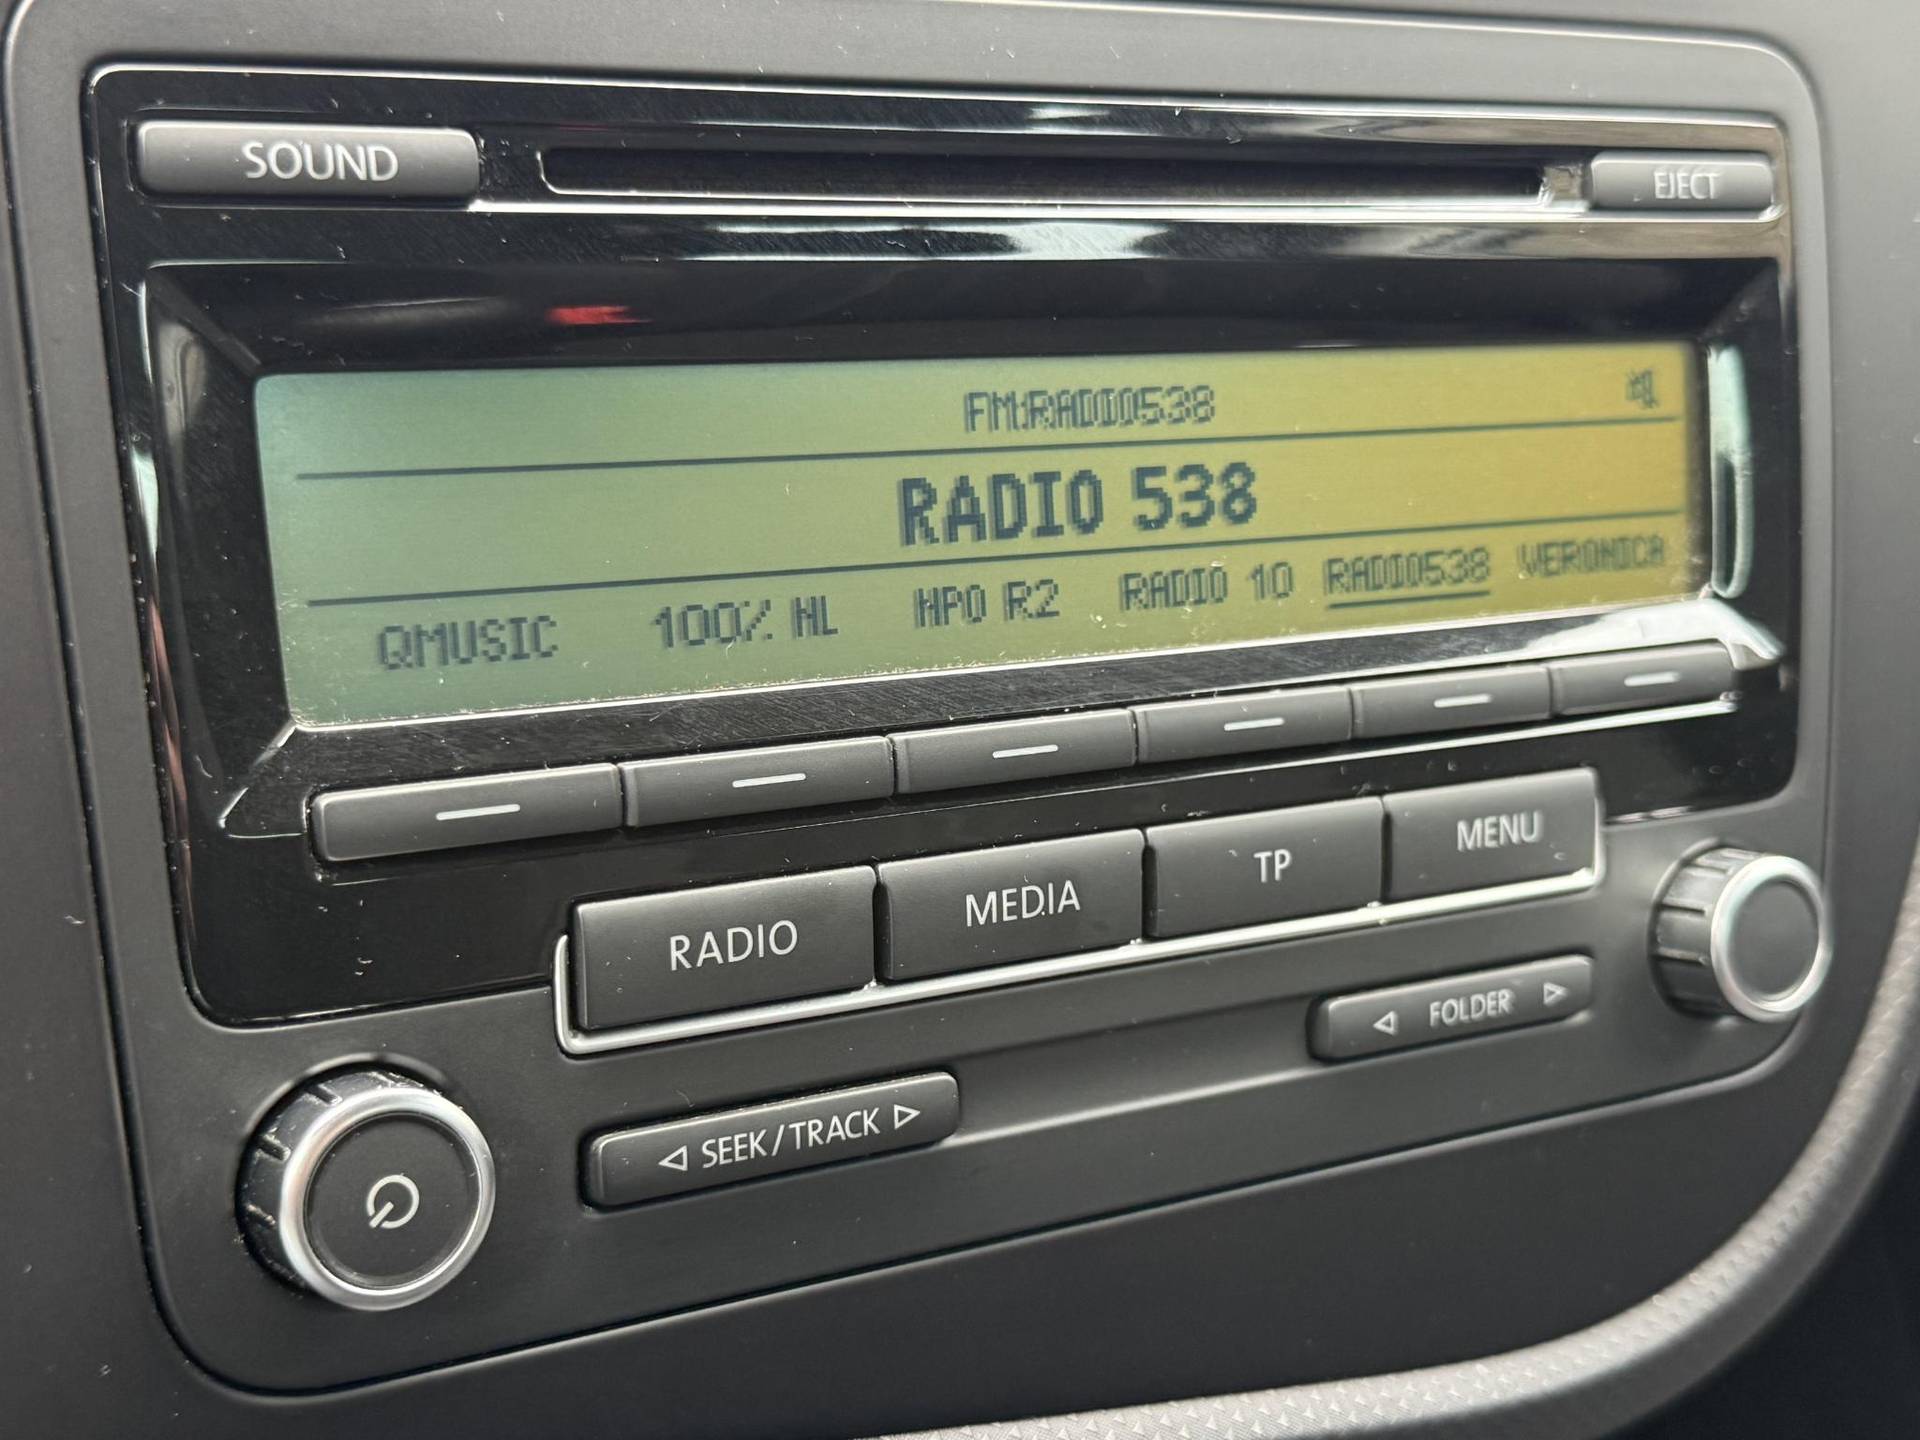 SOUND
EJECT
FM:RADIO538
RADIO 538
QMUSIC 100% NL NPO R2 RADIO 10 RADIO538 VERONICA
RADIO MEDIA TP MENU
FOLDER
SEEK/TRACK